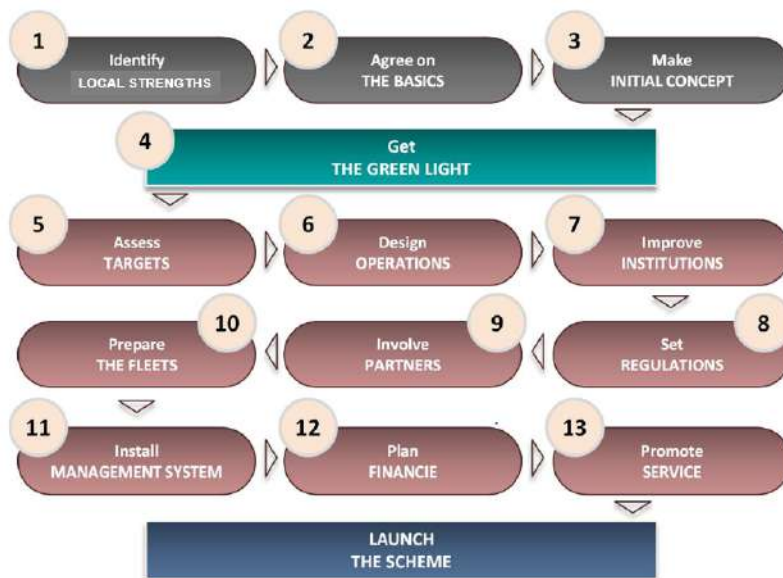 1
Identify
LOCAL STRENGTHS
2
Agree on
THE BASICS
3
Make
INITIAL CONCEPT
4
Get
THE GREEN LIGHT
5
Assess
TARGETS
6
Design
OPERATIONS
7
Improve
INSTITUTIONS
8
Set
REGULATIONS
9
Involve
PARTNERS
10
Prepare
THE FLEETS
11
Install
MANAGEMENT SYSTEM
12
Plan
FINANCIE
13
Promote
SERVICE
LAUNCH
THE SCHEME